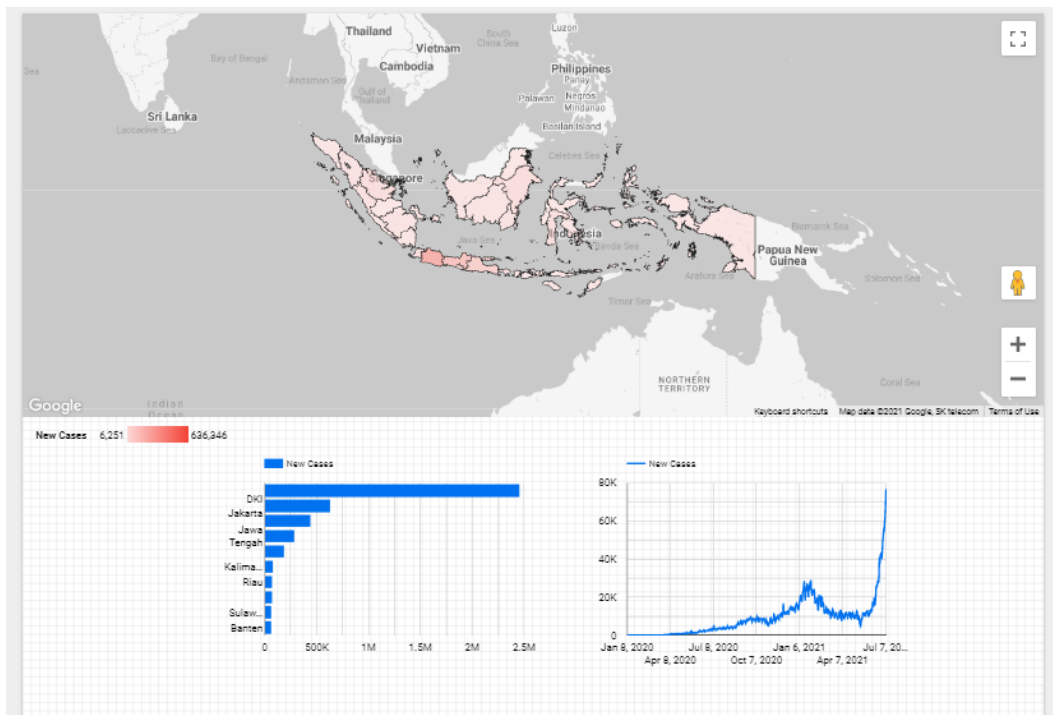 Thailand
South
China Sea
Luzon
Vietnam
Bay of Bengal
Cambodia
Philippines
Sea
Andaman Sea
Panay
Gulf of
Thailand
Palawan
Negros
Mindanao
Sri Lanka
Laccadive Sea
Basilan Island
Malaysia
Celebes Sea
Singapore
Java Sea
Indonesia
Banda Sea
Bismarck Sea
Papua New
Guinea
Arafura Sea
Solomon Sea
Timor Sea
NORTHERN
TERRITORY
Coral Sea
Indian
Ocean
Google
Keyboard shortcuts
Map data ©2021 Google, SK telecom
Terms of Use
New Cases 6,251 636,346
New Cases
DKI
Jakarta
Jawa
Tengah
Kalima...
Riau
Sulaw...
Banten
0 500K 1M 1.5M 2M 2.5M
New Cases
80K
60K
40K
20K
0
Jan 8, 2020 Jul 8, 2020 Jan 6, 2021 Jul 7, 20...
Apr 8, 2020 Oct 7, 2020 Apr 7, 2021